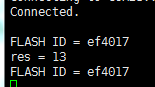 Connected.
FLASH ID = ef4017
res = 13
FLASH ID = ef4017